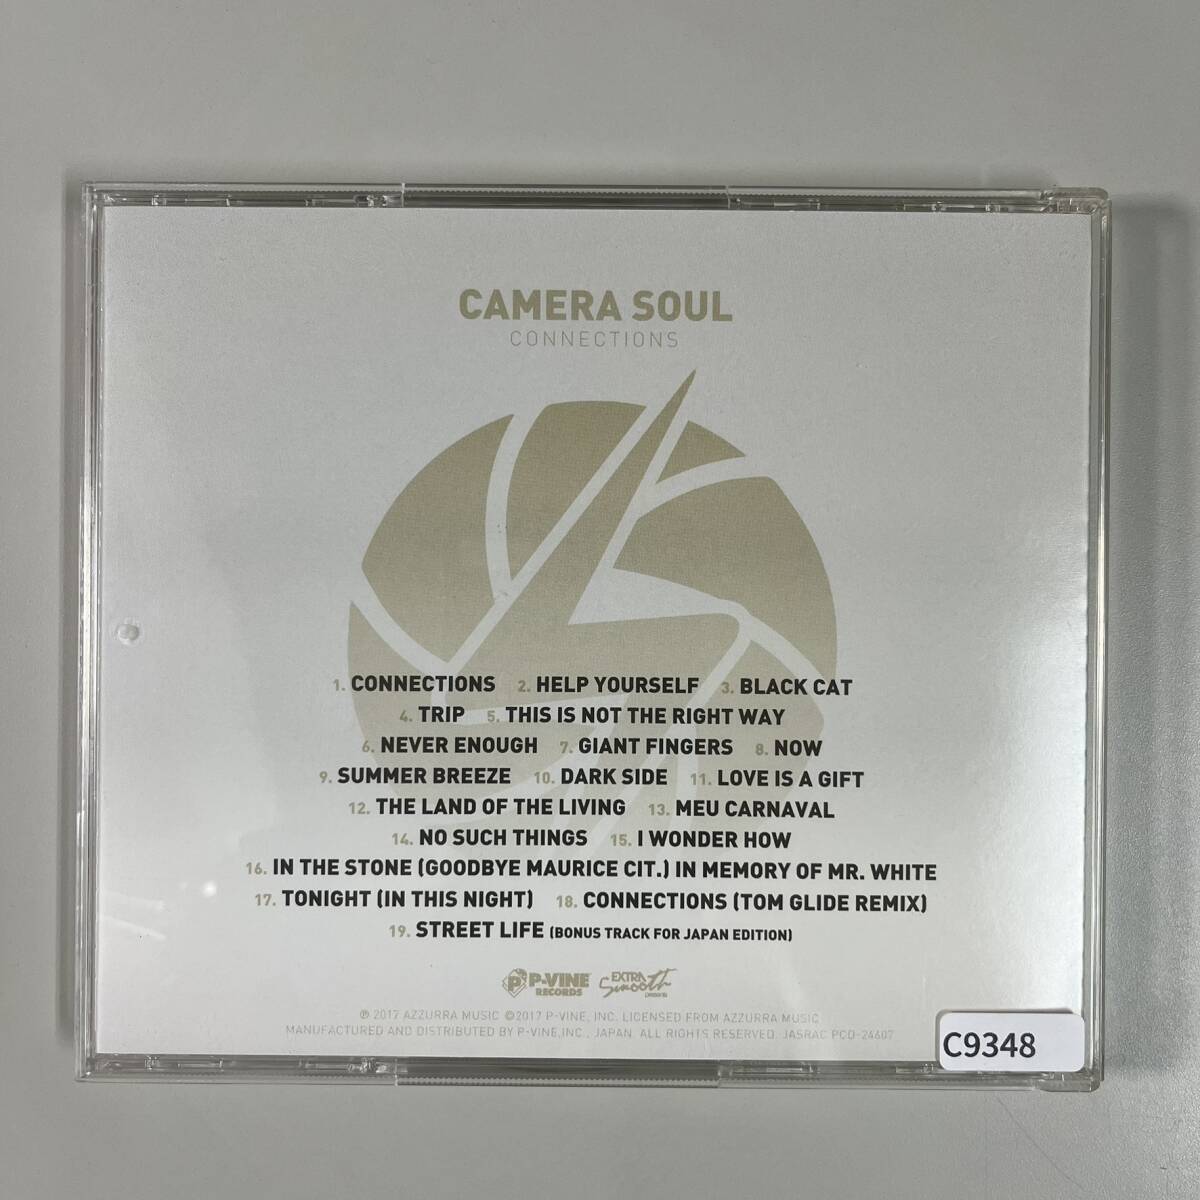 CAMERA SOUL
CONNECTIONS
1. CONNECTIONS 2. HELP YOURSELF 3. BLACK CAT
4. TRIP 5. THIS IS NOT THE RIGHT WAY
6. NEVER ENOUGH 7. GIANT FINGERS 8. NOW
9. SUMMER BREEZE 10. DARK SIDE 11. LOVE IS A GIFT
12. THE LAND OF THE LIVING 13. MEU CARNAVAL
14. NO SUCH THINGS 15. I WONDER HOW
16. IN THE STONE (GOODBYE MAURICE CIT.) IN MEMORY OF MR. WHITE
17. TONIGHT (IN THIS NIGHT) 18. CONNECTIONS (TOM GLIDE REMIX)
19. STREET LIFE (BONUS TRACK FOR JAPAN EDITION)
P P-VINE RECORDS EXTRA Smooth
℗ 2017 AZZURRA MUSIC ©2017 P-VINE, INC. LICENSED FROM AZZURRA MUSIC
MANUFACTURED AND DISTRIBUTED BY P-VINE,INC., JAPAN. ALL RIGHTS RESERVED. JASRAC PCD-24607
C9348